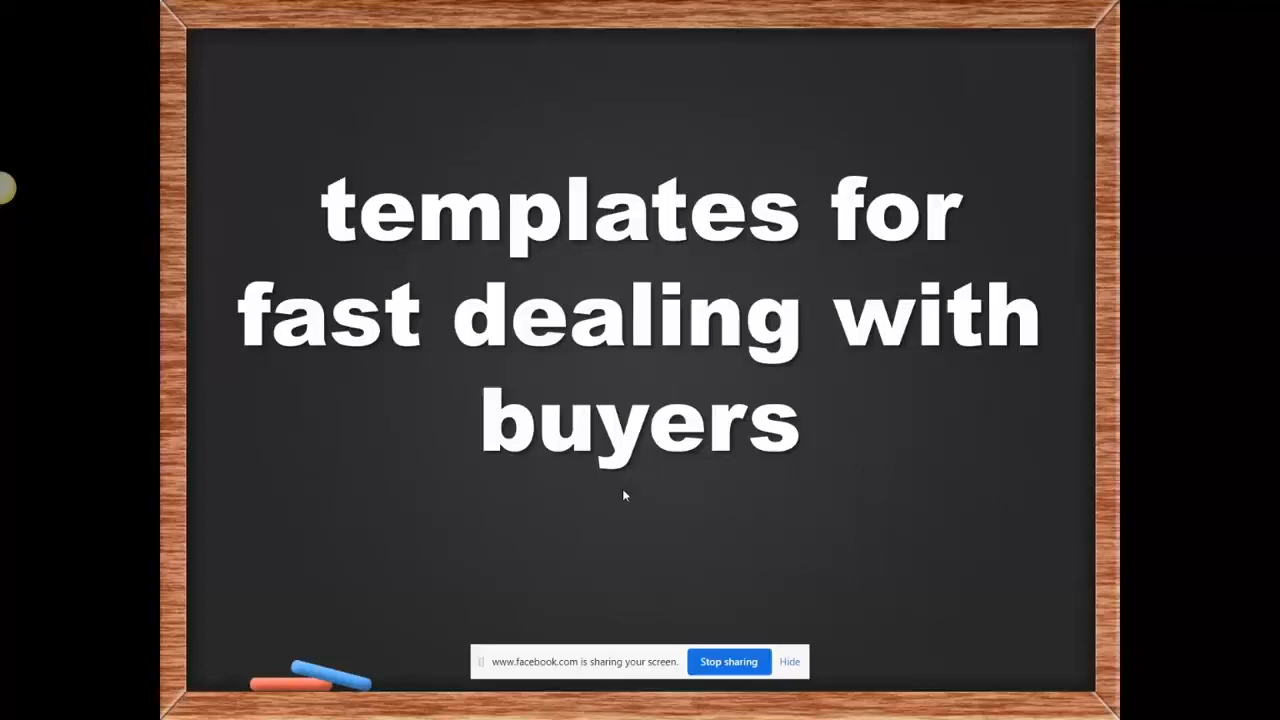 templates for
fast dealing with
buyers
www.facebook.com is sharing your screen. Stop sharing Hide